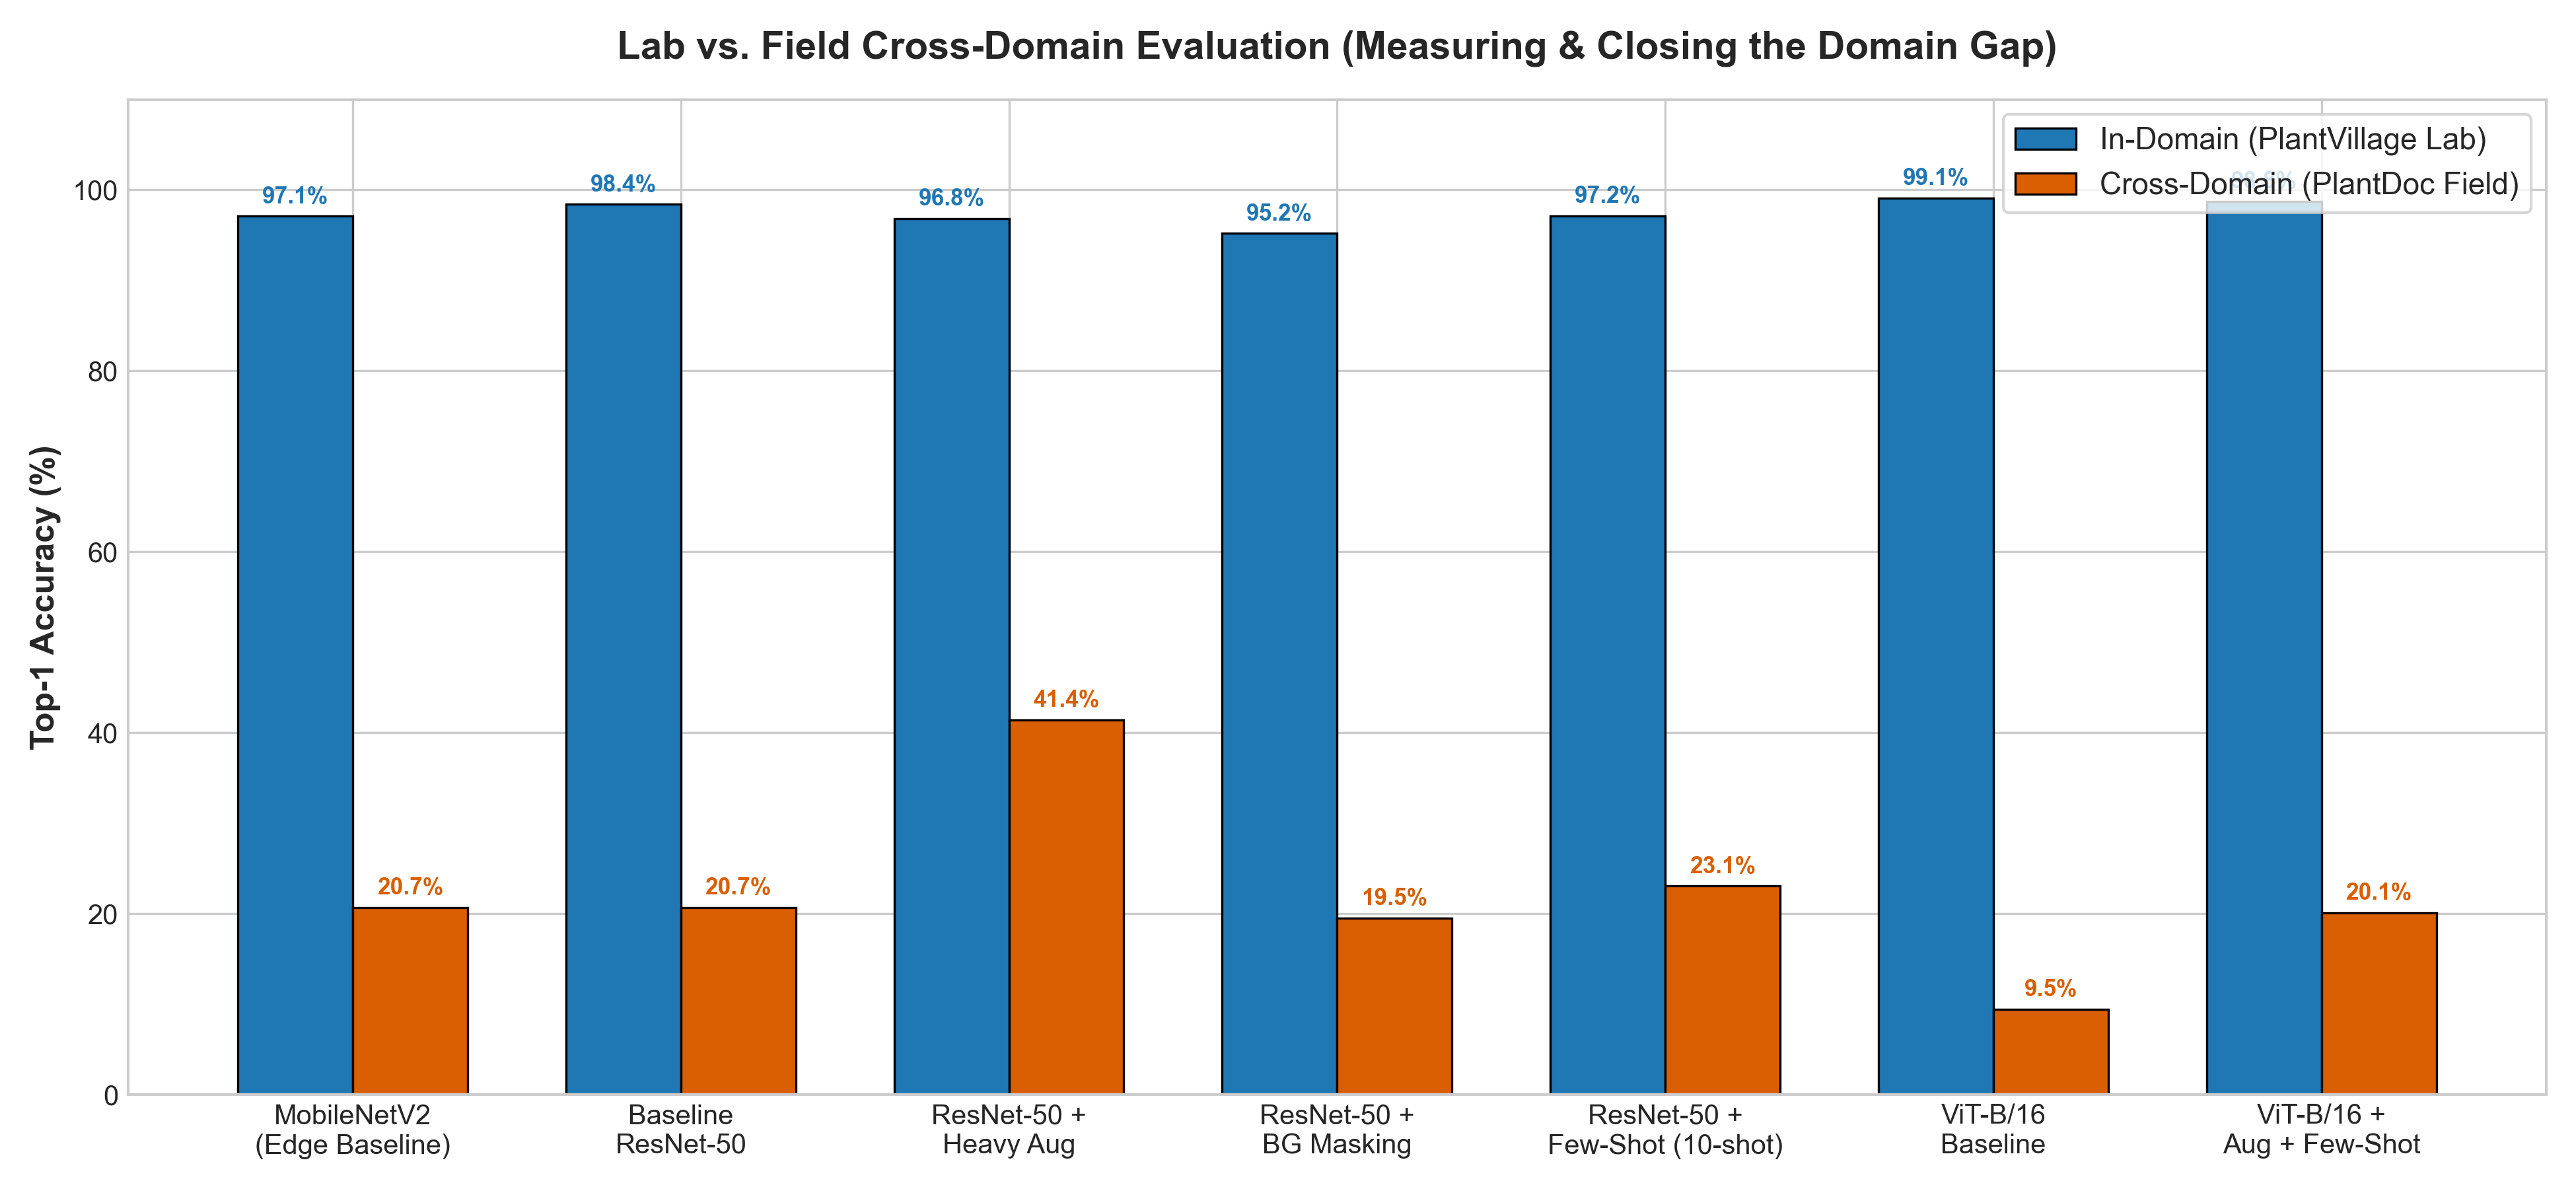 Lab vs. Field Cross-Domain Evaluation (Measuring & Closing the Domain Gap)
In-Domain (PlantVillage Lab)
Cross-Domain (PlantDoc Field)
Top-1 Accuracy (%)
100
80
60
40
20
0
97.1%
20.7%
98.4%
20.7%
96.8%
41.4%
95.2%
19.5%
97.2%
23.1%
99.1%
9.5%
20.1%
MobileNetV2
(Edge Baseline)
Baseline
ResNet-50
ResNet-50 +
Heavy Aug
ResNet-50 +
BG Masking
ResNet-50 +
Few-Shot (10-shot)
ViT-B/16
Baseline
ViT-B/16 +
Aug + Few-Shot